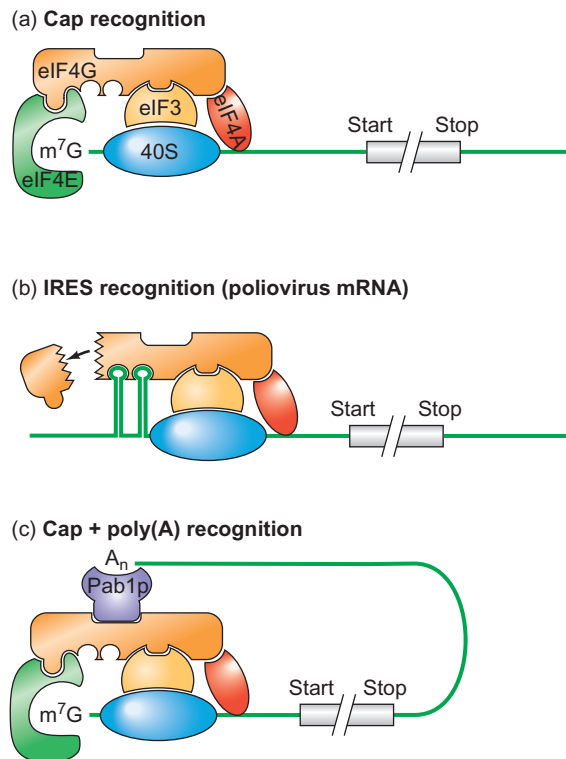 (a) Cap recognition
eIF4G
eIF3
eIF4A
Start Stop
m⁷G
40S
eIF4E
(b) IRES recognition (poliovirus mRNA)
Start Stop
(c) Cap + poly(A) recognition
Aₙ
Pab1p
Start Stop
m⁷G